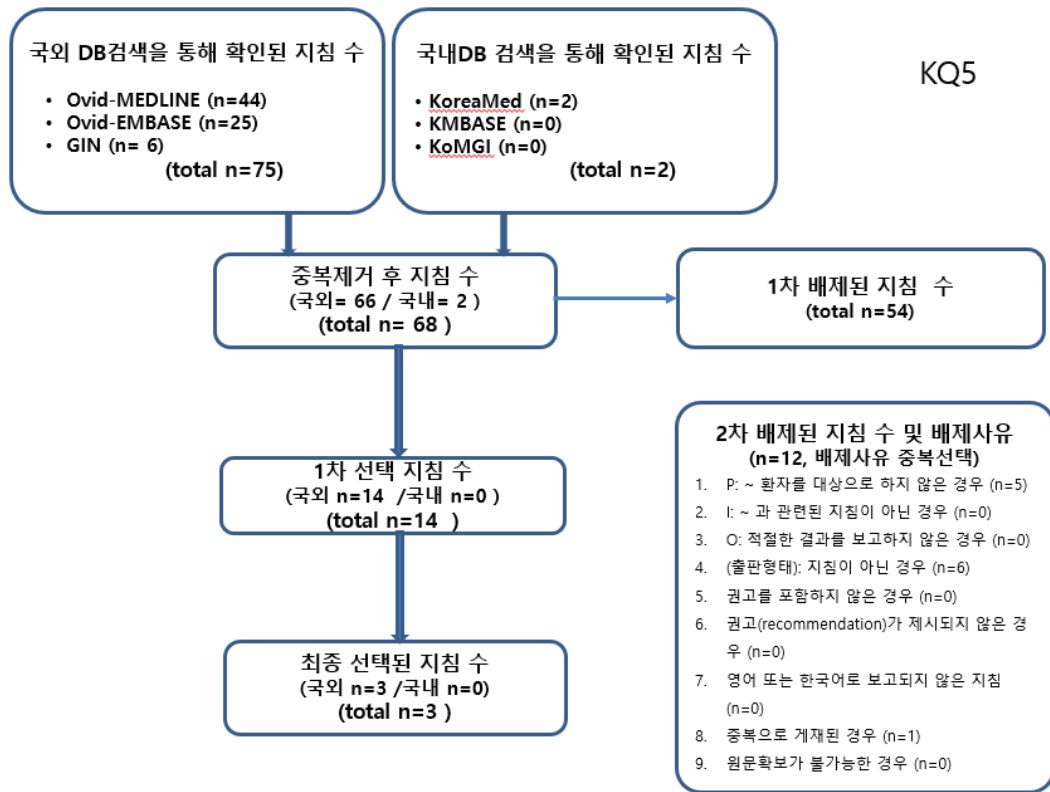 국외 DB검색을 통해 확인된 지침 수
• Ovid-MEDLINE (n=44)
• Ovid-EMBASE (n=25)
• GIN (n= 6)
(total n=75)
국내DB 검색을 통해 확인된 지침 수
• KoreaMed (n=2)
• KMBASE (n=0)
• KoMGI (n=0)
(total n=2)
KQ5
중복제거 후 지침 수
(국외= 66 / 국내= 2 )
(total n= 68 )
1차 배제된 지침 수
(total n=54)
1차 선택 지침 수
(국외 n=14 /국내 n=0 )
(total n=14 )
2차 배제된 지침 수 및 배제사유
(n=12, 배제사유 중복선택)
1. P: ~ 환자를 대상으로 하지 않은 경우 (n=5)
2. I: ~ 과 관련된 지침이 아닌 경우 (n=0)
3. O: 적절한 결과를 보고하지 않은 경우 (n=0)
4. (출판형태): 지침이 아닌 경우 (n=6)
5. 권고를 포함하지 않은 경우 (n=0)
6. 권고(recommendation)가 제시되지 않은 경
우 (n=0)
7. 영어 또는 한국어로 보고되지 않은 지침
(n=0)
8. 중복으로 게재된 경우 (n=1)
9. 원문확보가 불가능한 경우 (n=0)
최종 선택된 지침 수
(국외 n=3 /국내 n=0)
(total n=3 )